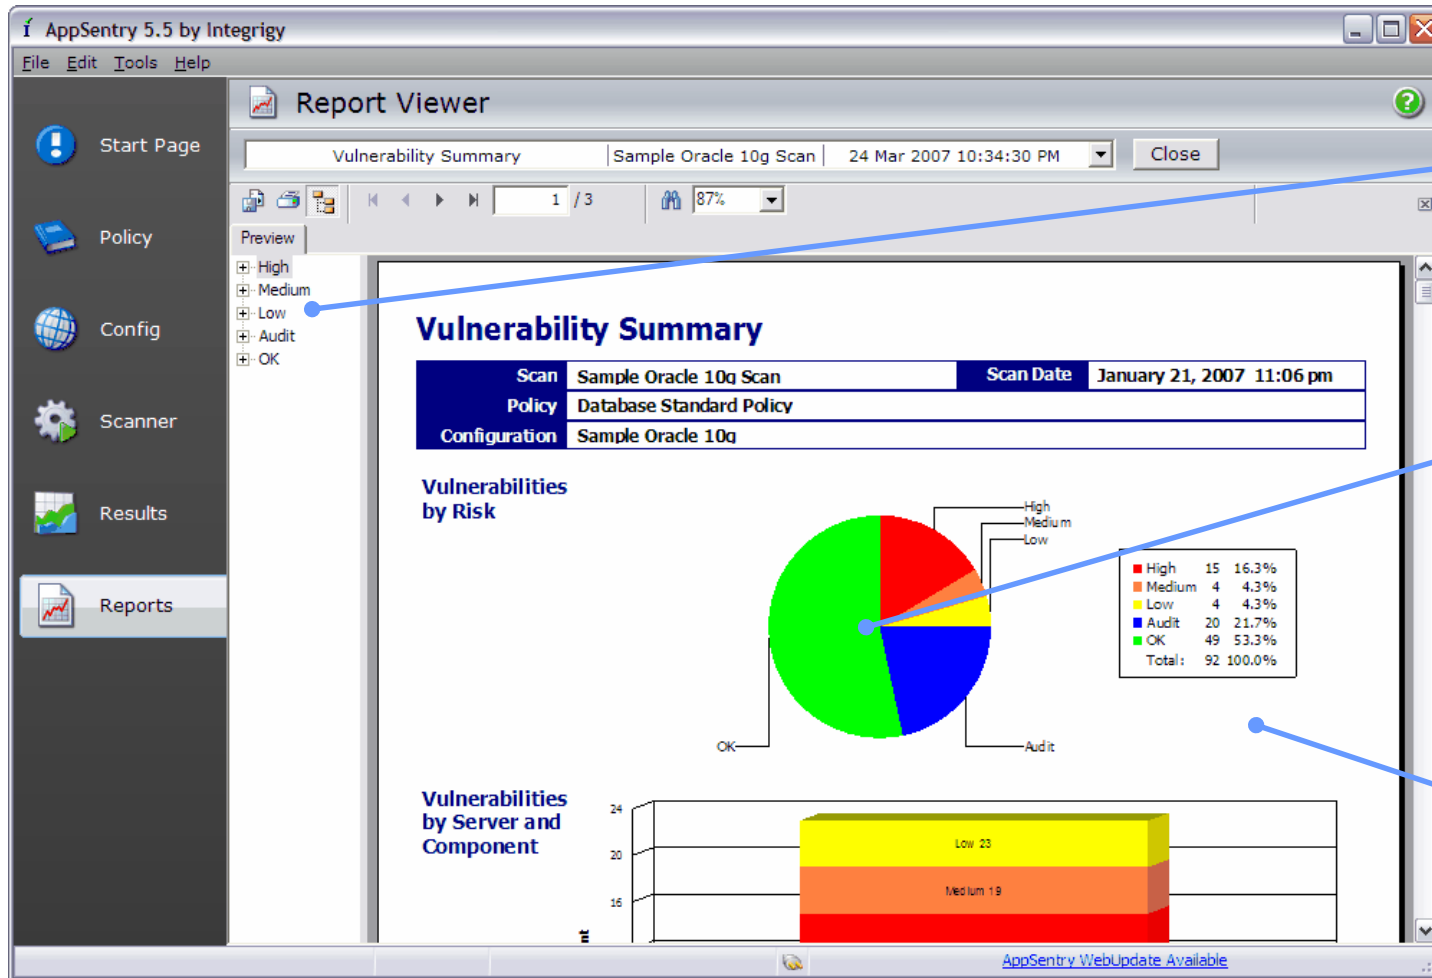 AppSentry 5.5 by Integrigy
File Edit Tools Help
Report Viewer
Start Page
Vulnerability Summary Sample Oracle 10g Scan 24 Mar 2007 10:34:30 PM Close
1 / 3 87%
Policy
Preview
High
Medium
Low
Audit
OK
Config
Scanner
Results
Reports
Vulnerability Summary
Scan Sample Oracle 10g Scan Scan Date January 21, 2007 11:06 pm
Policy Database Standard Policy
Configuration Sample Oracle 10g
Vulnerabilities
by Risk
High
Medium
Low
OK
Audit
High 15 16.3%
Medium 4 4.3%
Low 4 4.3%
Audit 20 21.7%
OK 49 53.3%
Total: 92 100.0%
Vulnerabilities
by Server and
Component
24
20
16
Low 23
Medium 19
AppSentry WebUpdate Available